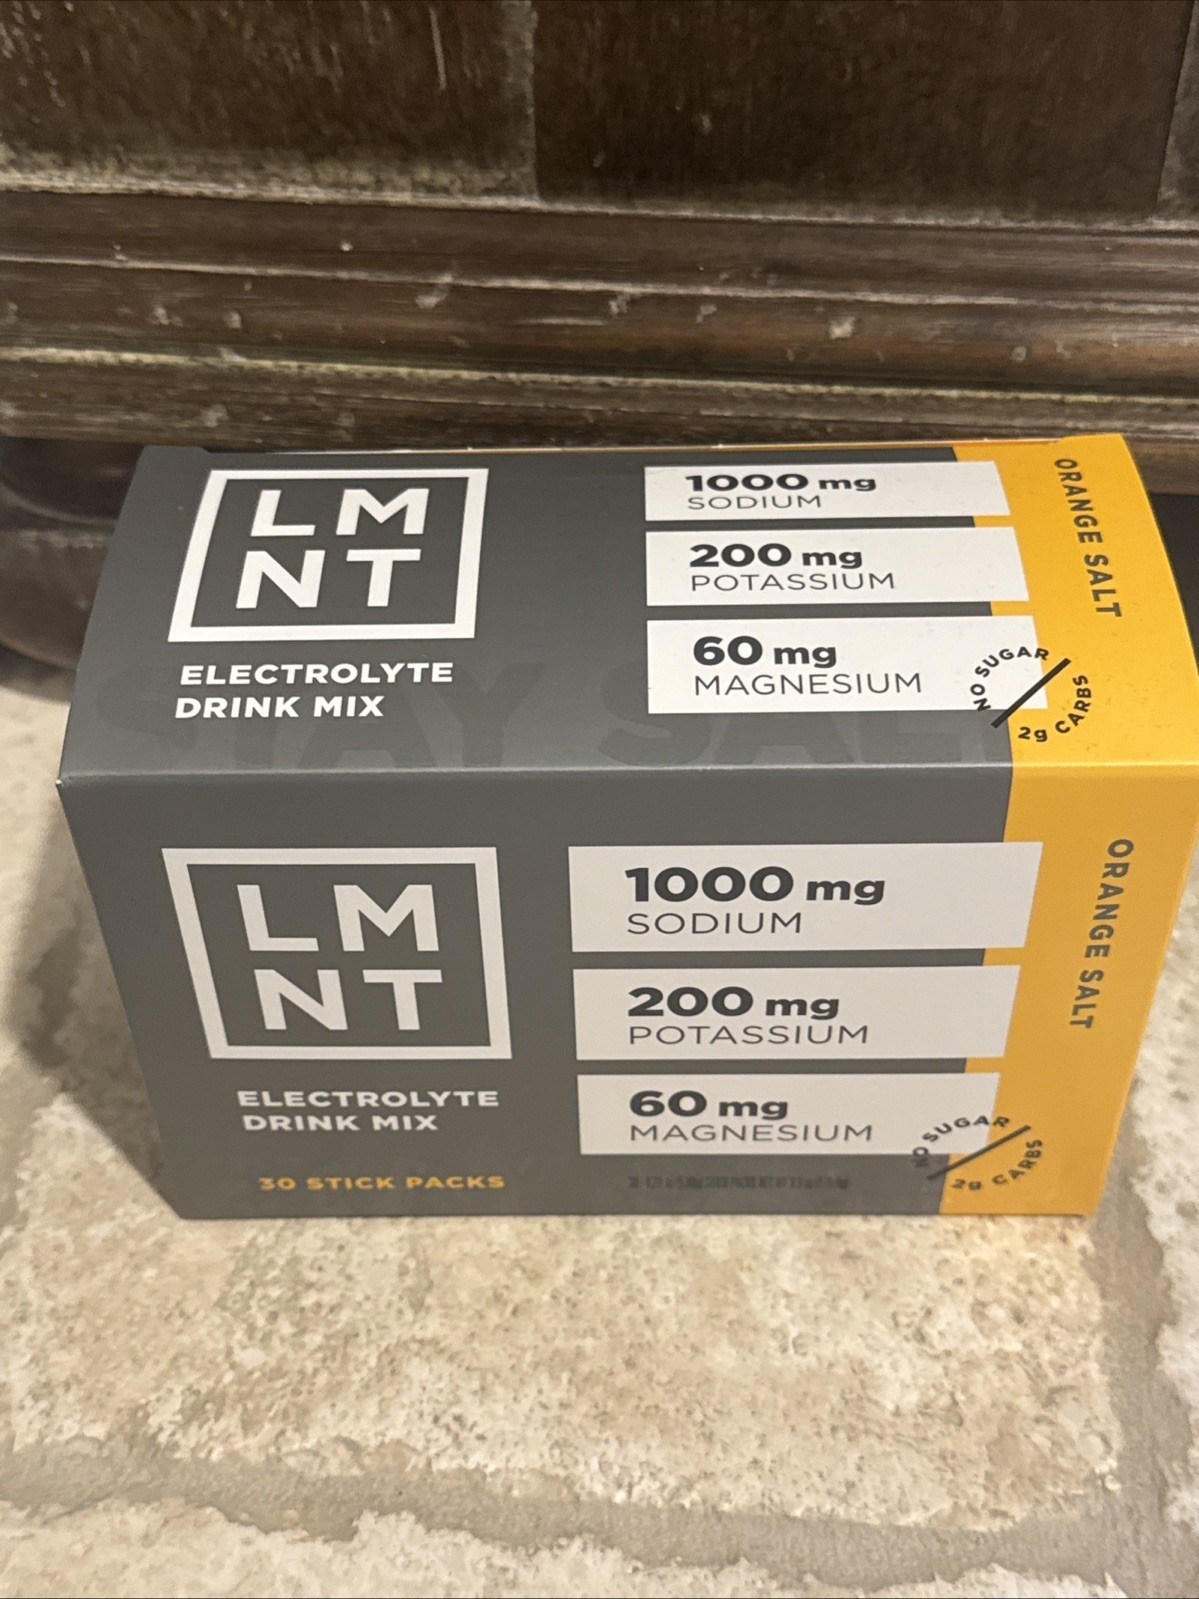 LM
NT
ELECTROLYTE
DRINK MIX
1000 mg
SODIUM
200 mg
POTASSIUM
60 mg
MAGNESIUM
NO SUGAR
2g CARBS
ORANGE SALT
STAY SALTY
LM
NT
ELECTROLYTE
DRINK MIX
30 STICK PACKS
1000 mg
SODIUM
200 mg
POTASSIUM
60 mg
MAGNESIUM
NO SUGAR
2g CARBS
ORANGE SALT